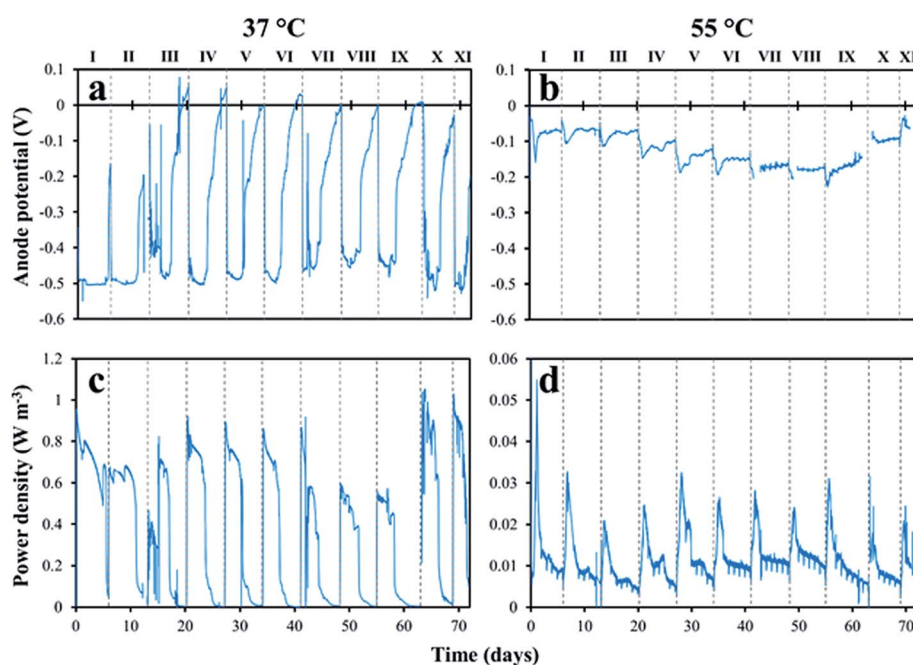 37 °C 55 °C
I II III IV V VI VII VIII IX X XI I II III IV V VI VII VIII IX X XI
a b
0.1 0.1
0 0
-0.1 -0.1
-0.2 -0.2
-0.3 -0.3
-0.4 -0.4
-0.5 -0.5
-0.6 -0.6
Anode potential (V)
c d
1.2 0.06
1 0.05
0.8 0.04
0.6 0.03
0.4 0.02
0.2 0.01
0 0
Power density (W m⁻³)
0 10 20 30 40 50 60 70 0 10 20 30 40 50 60 70
Time (days)